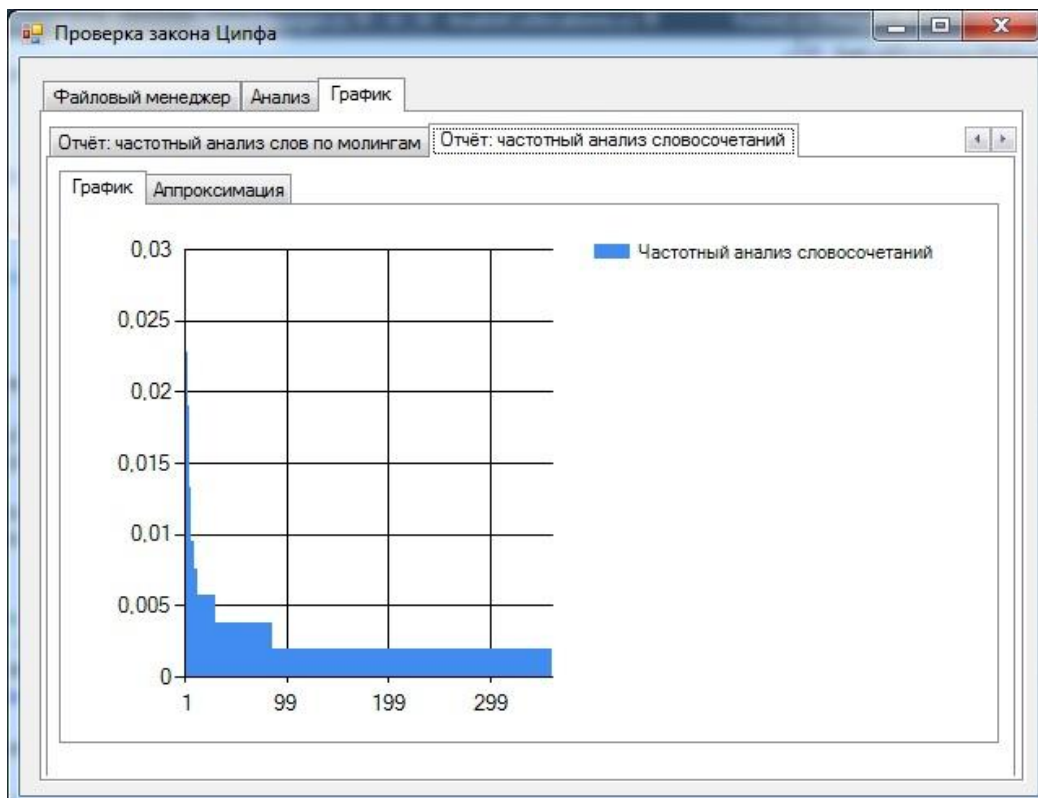 Проверка закона Ципфа
Файловый менеджер Анализ График
Отчёт: частотный анализ слов по молингам Отчёт: частотный анализ словосочетаний
График Аппроксимация
0,03
Частотный анализ словосочетаний
0,025
0,02
0,015
0,01
0,005
0
1 99 199 299